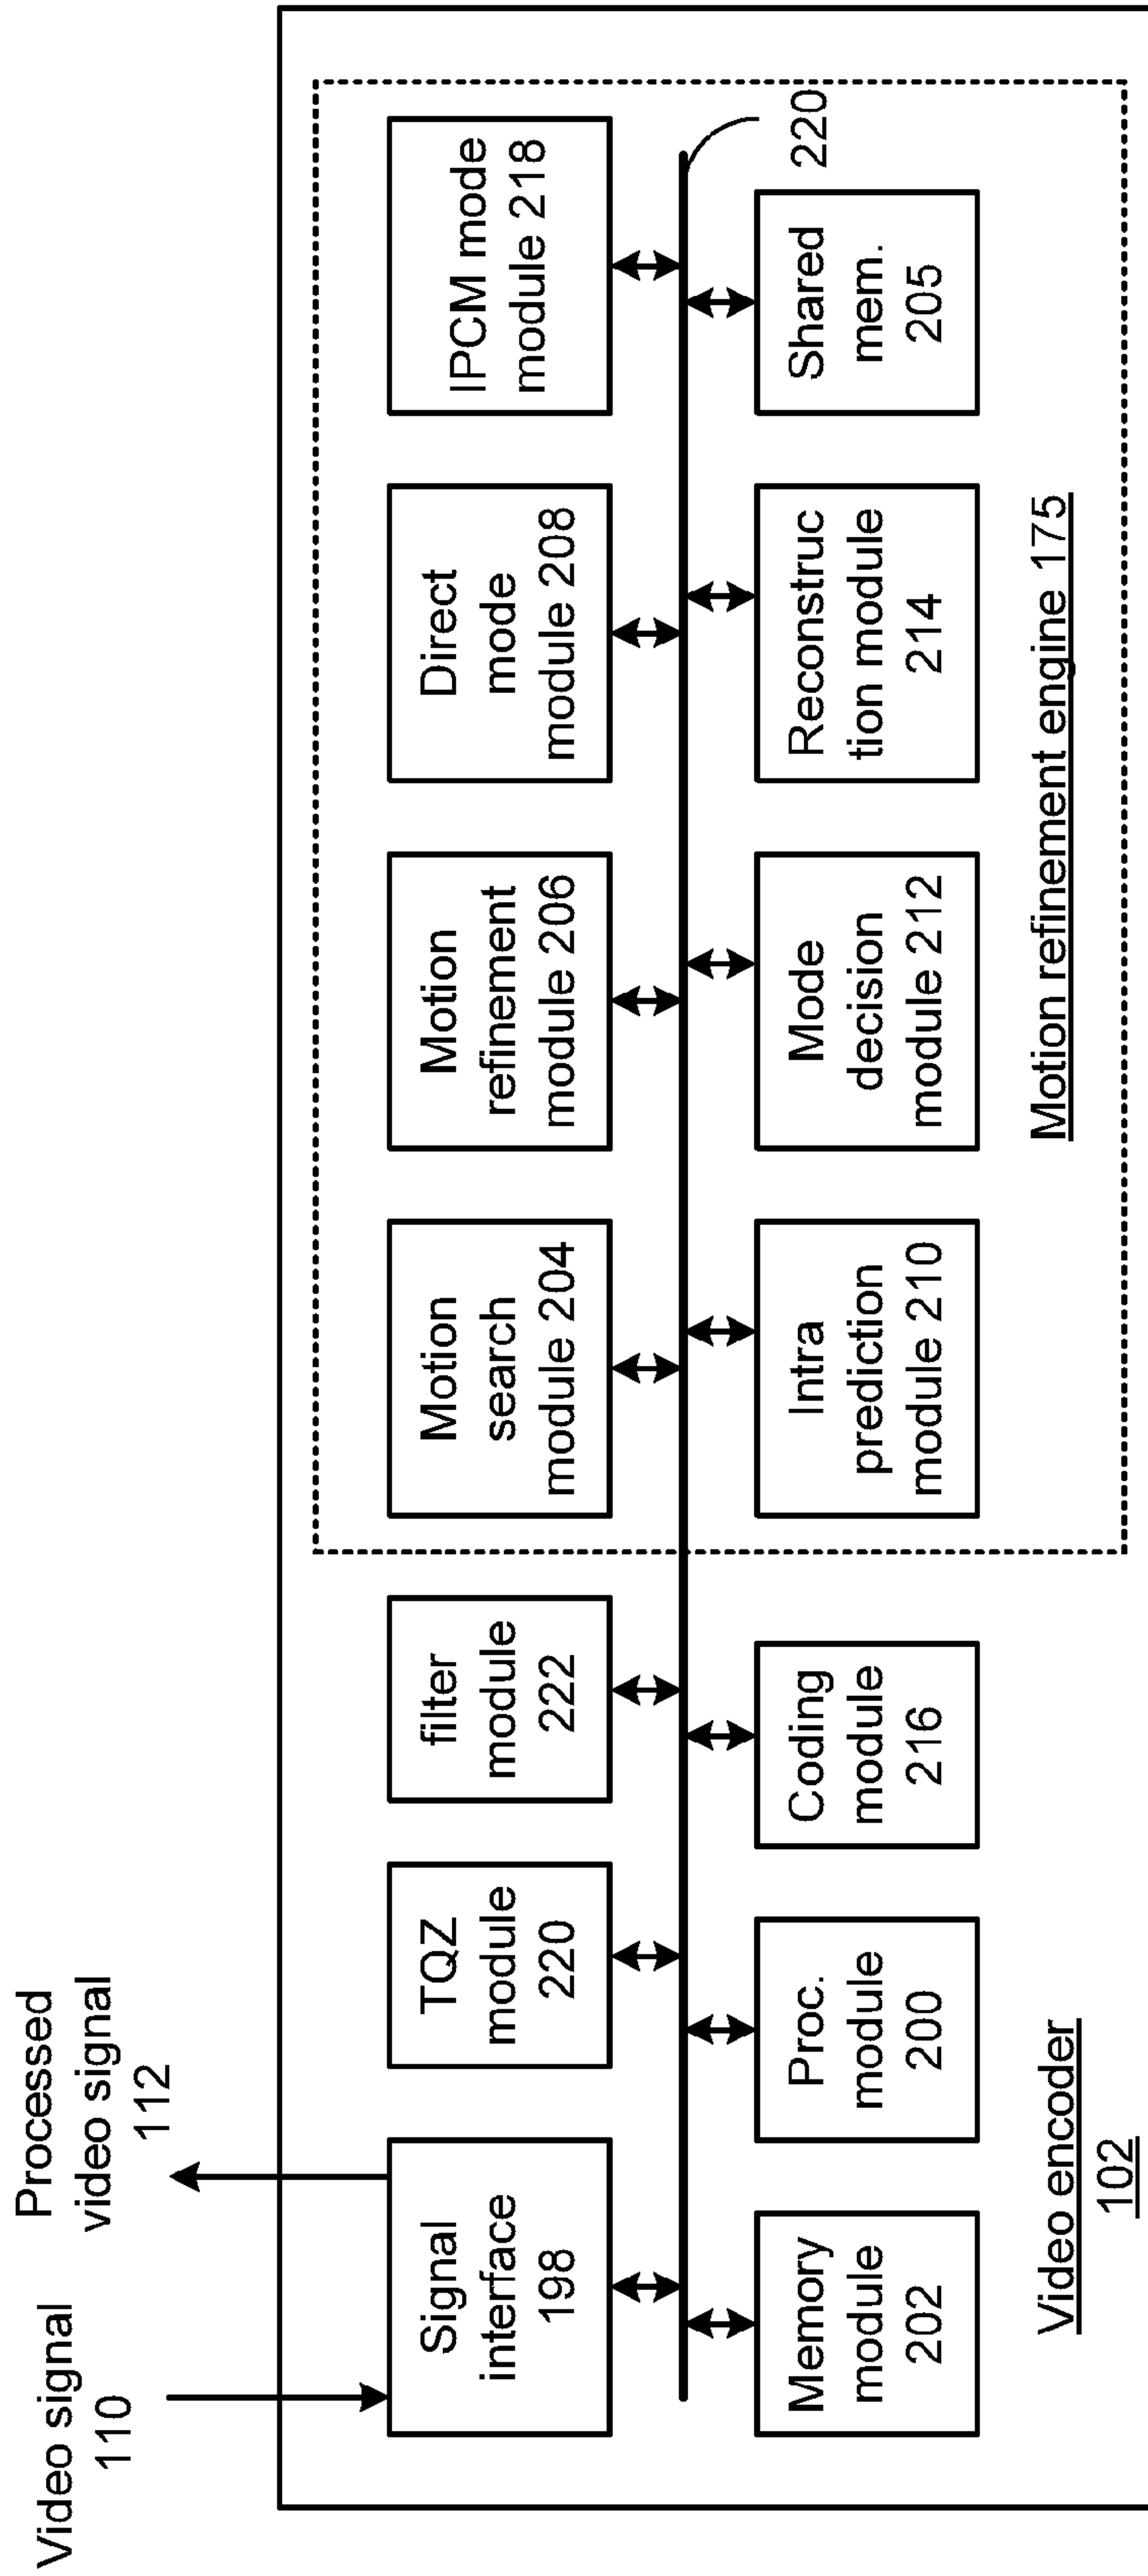 Video signal
110
Processed
video signal
112
Signal
interface
198
TQZ
module
220
filter
module
222
Motion
search
module 204
Motion
refinement
module 206
Direct
mode
module 208
IPCM mode
module 218
220
Memory
module
202
Proc.
module
200
Coding
module
216
Intra
prediction
module 210
Mode
decision
module 212
Reconstruc
tion module
214
Shared
mem.
205
Motion refinement engine 175
Video encoder
102